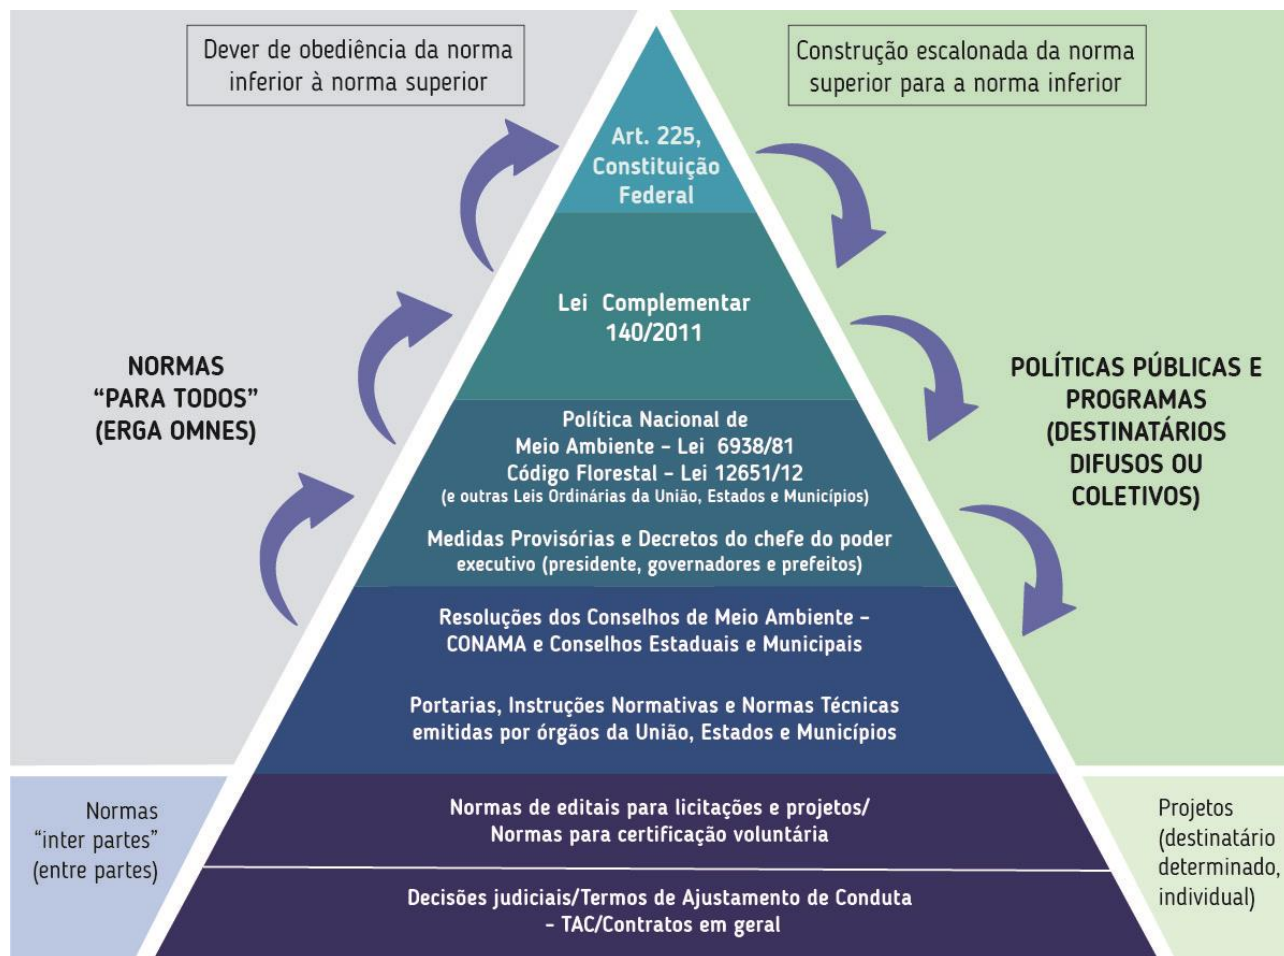 Dever de obediência da norma
inferior à norma superior
Construção escalonada da norma
superior para a norma inferior
Art. 225,
Constituição
Federal
Lei Complementar
140/2011
NORMAS
“PARA TODOS”
(ERGA OMNES)
POLÍTICAS PÚBLICAS E
PROGRAMAS
(DESTINATÁRIOS
DIFUSOS OU
COLETIVOS)
Política Nacional de
Meio Ambiente – Lei 6938/81
Código Florestal – Lei 12651/12
(e outras Leis Ordinárias da União, Estados e Municípios)
Medidas Provisórias e Decretos do chefe do poder
executivo (presidente, governadores e prefeitos)
Resoluções dos Conselhos de Meio Ambiente –
CONAMA e Conselhos Estaduais e Municipais
Portarias, Instruções Normativas e Normas Técnicas
emitidas por órgãos da União, Estados e Municípios
Normas
“inter partes”
(entre partes)
Normas de editais para licitações e projetos/
Normas para certificação voluntária
Decisões judiciais/Termos de Ajustamento de Conduta
– TAC/Contratos em geral
Projetos
(destinatário
determinado,
individual)